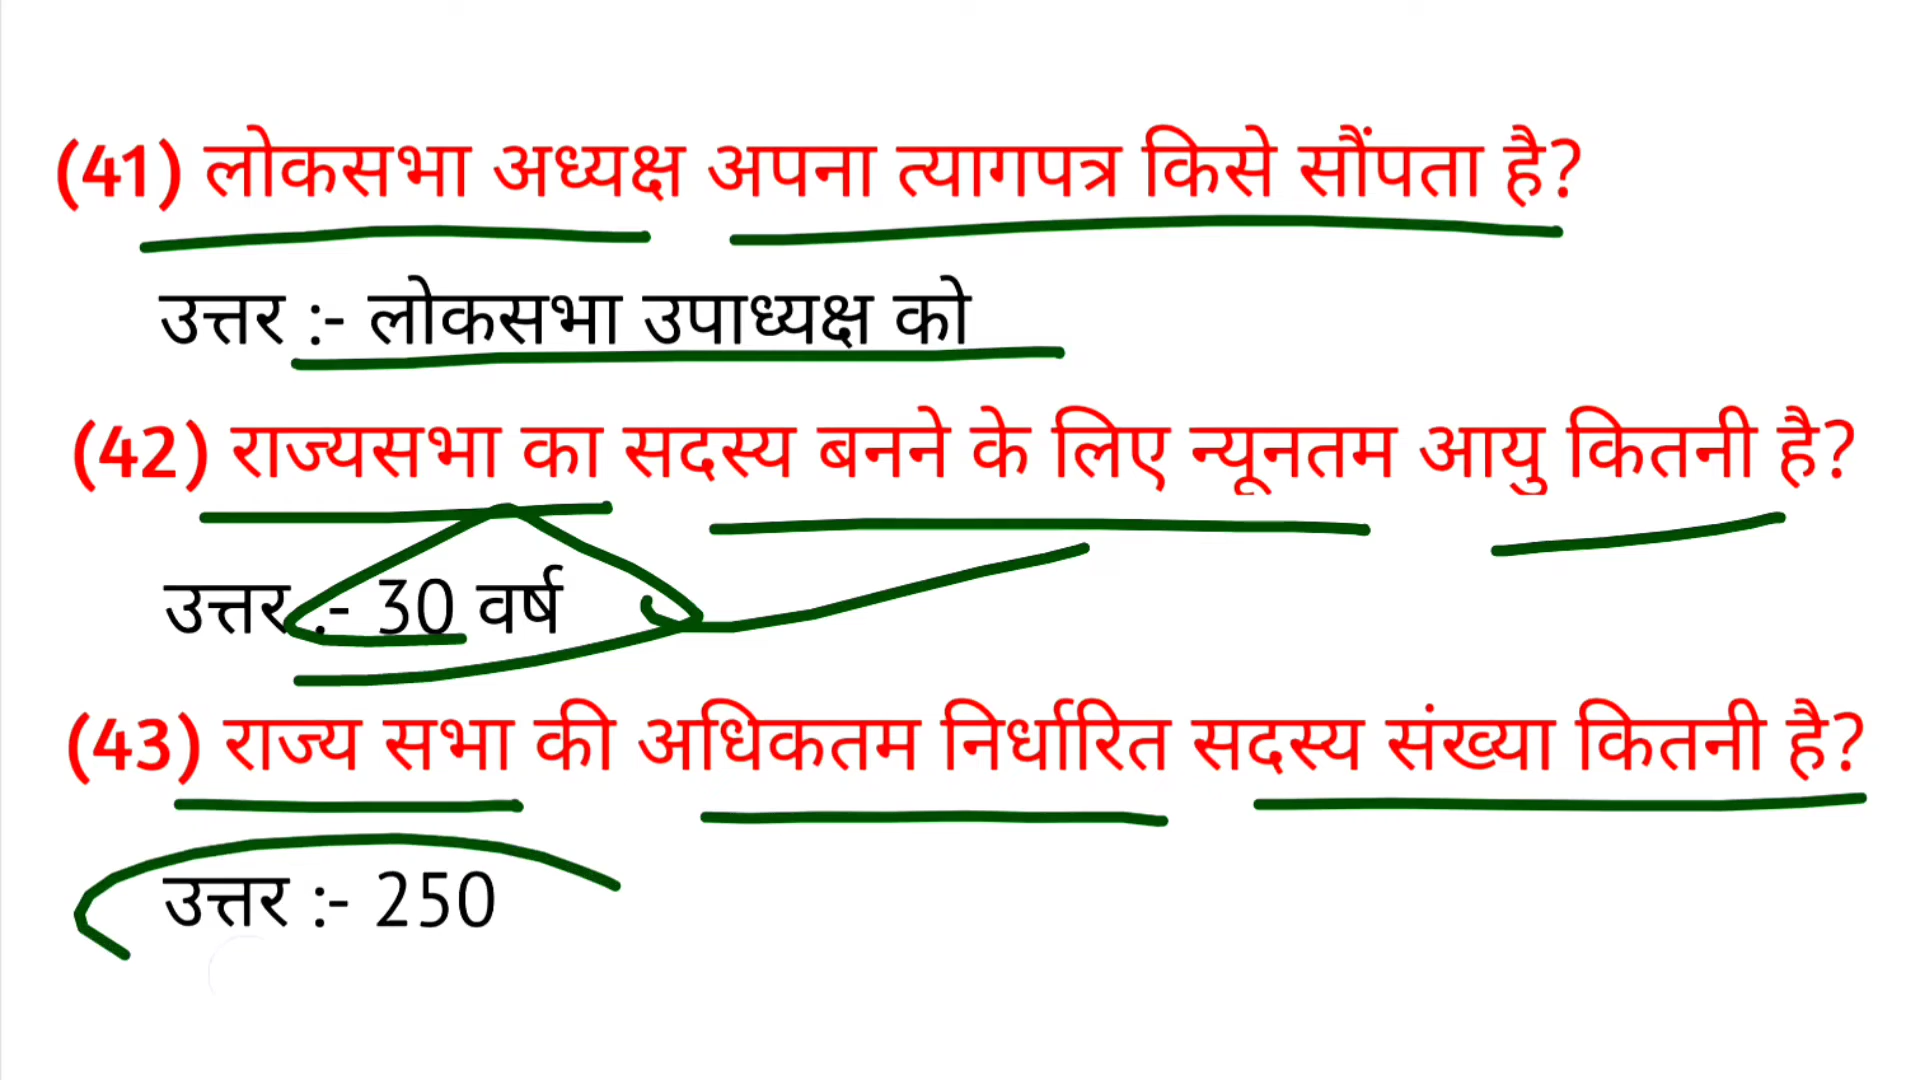 (41) लोकसभा अध्यक्ष अपना त्यागपत्र किसे सौंपता है?
उत्तर :- लोकसभा उपाध्यक्ष को
(42) राज्यसभा का सदस्य बनने के लिए न्यूनतम आयु कितनी है?
उत्तर :- 30 वर्ष
(43) राज्य सभा की अधिकतम निर्धारित सदस्य संख्या कितनी है?
उत्तर :- 250